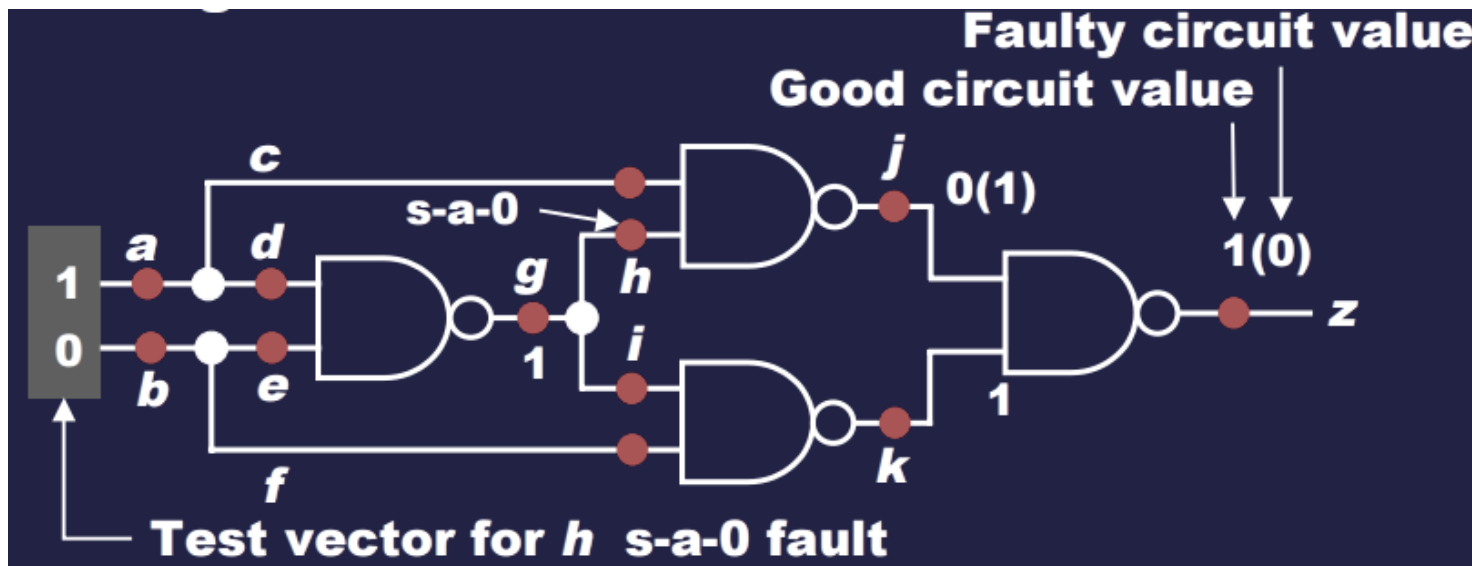 Faulty circuit value
Good circuit value
c
j
0(1)
s-a-0
1(0)
a
d
g
h
1
z
0
i
b
e
1
1
k
f
Test vector for h s-a-0 fault